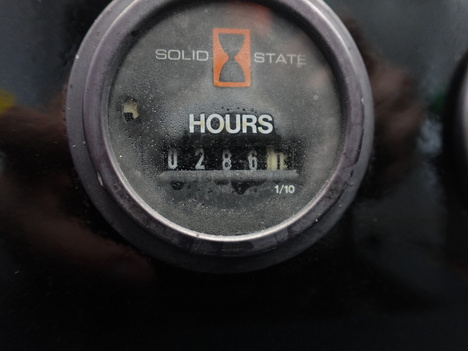 SOLID STATE
HOURS
0286
1/10